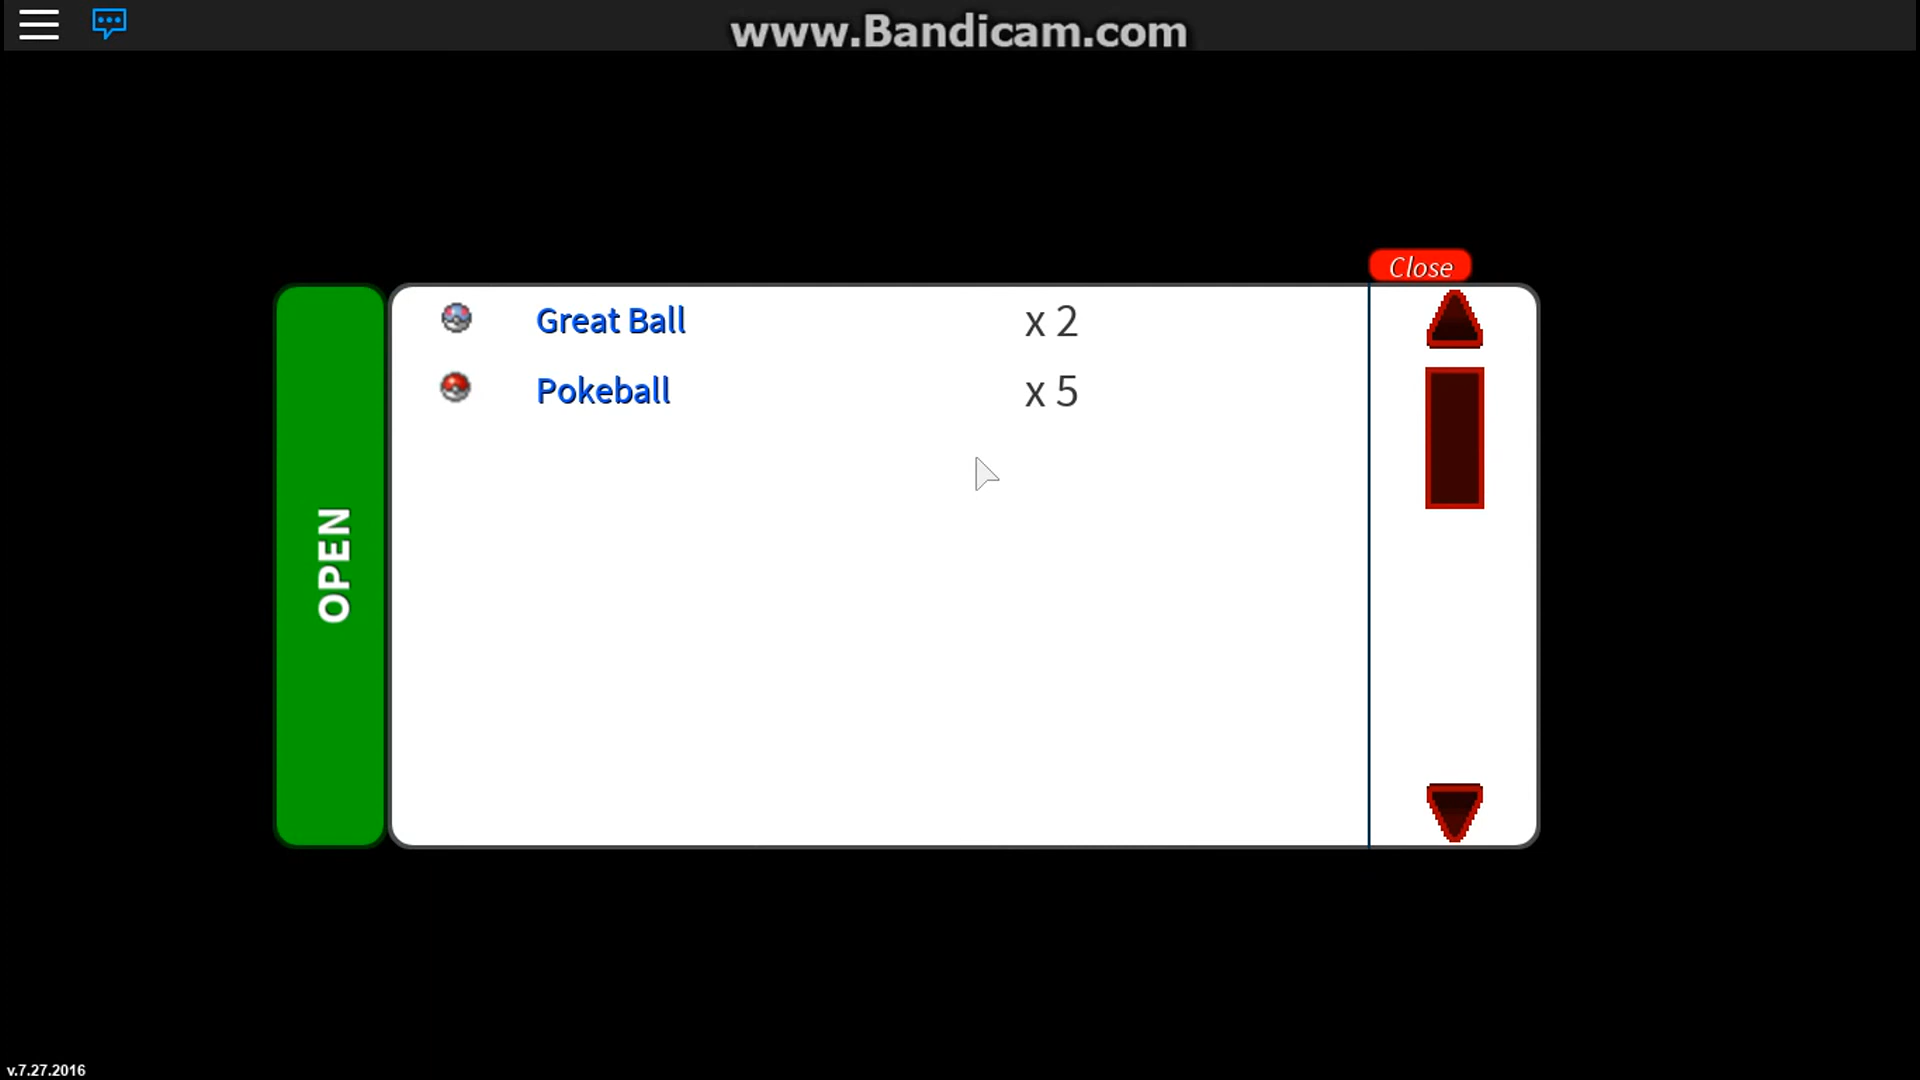 www.Bandicam.com
Close
Great Ball x 2
Pokeball x 5
OPEN
v.7.27.2016